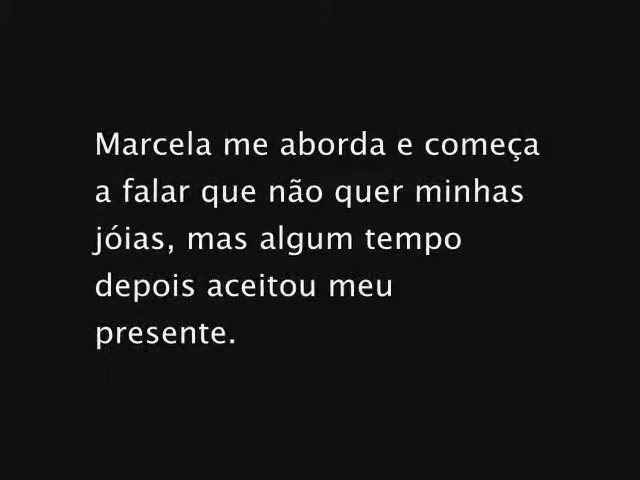 Marcela me aborda e começa
a falar que não quer minhas
jóias, mas algum tempo
depois aceitou meu
presente.